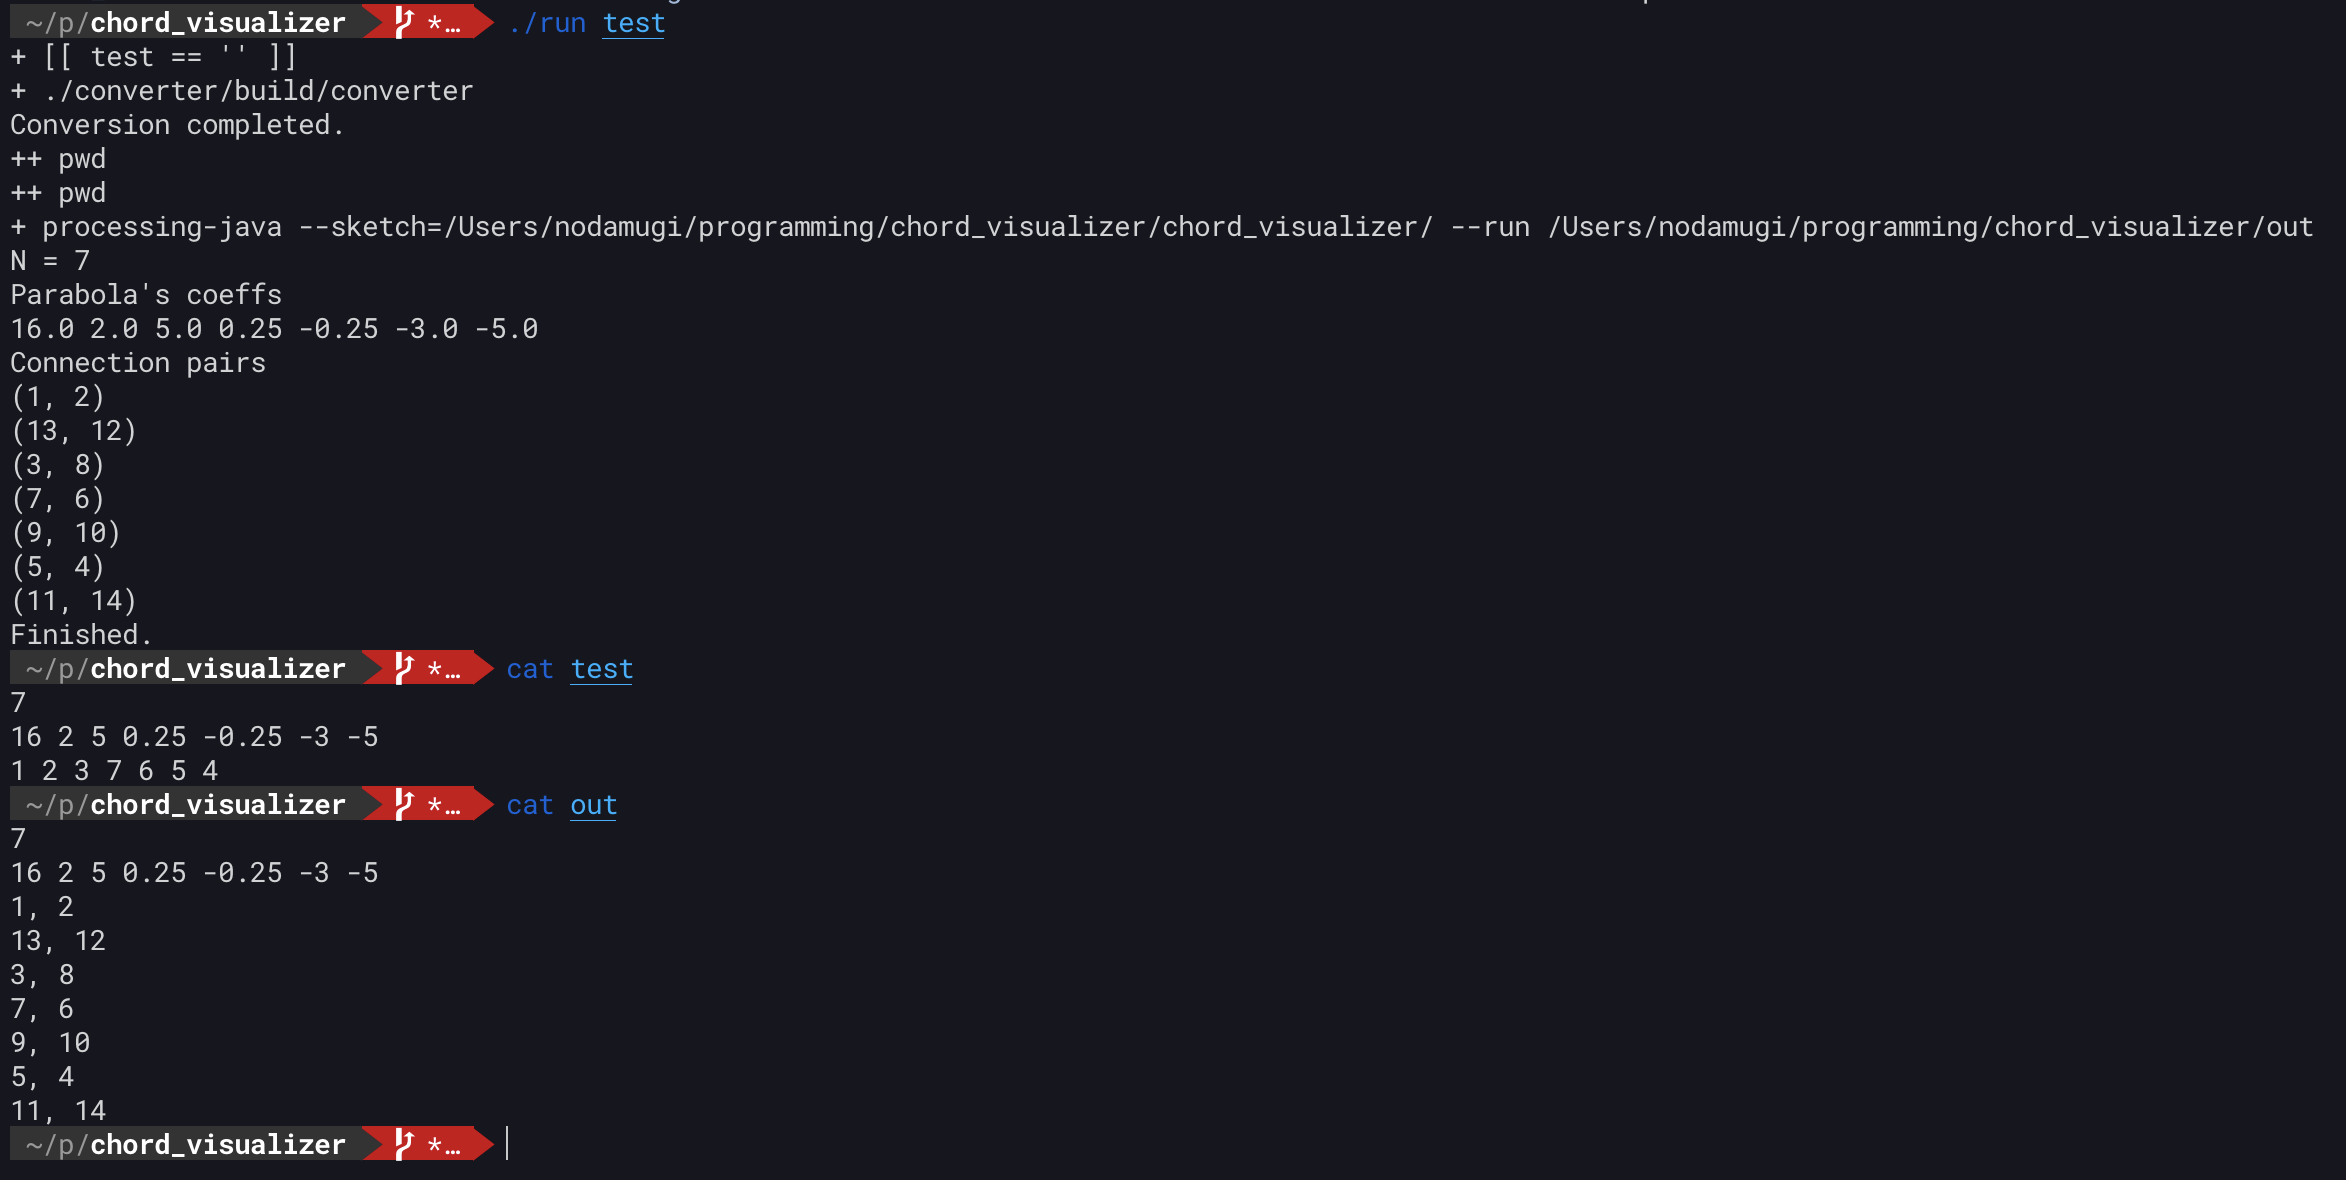 ~/p/chord_visualizer *… ./run test
+ [[ test == '' ]]
+ ./converter/build/converter
Conversion completed.
++ pwd
++ pwd
+ processing-java --sketch=/Users/nodamugi/programming/chord_visualizer/chord_visualizer/ --run /Users/nodamugi/programming/chord_visualizer/out
N = 7
Parabola's coeffs
16.0 2.0 5.0 0.25 -0.25 -3.0 -5.0
Connection pairs
(1, 2)
(13, 12)
(3, 8)
(7, 6)
(9, 10)
(5, 4)
(11, 14)
Finished.
~/p/chord_visualizer *… cat test
7
16 2 5 0.25 -0.25 -3 -5
1 2 3 7 6 5 4
~/p/chord_visualizer *… cat out
7
16 2 5 0.25 -0.25 -3 -5
1, 2
13, 12
3, 8
7, 6
9, 10
5, 4
11, 14
~/p/chord_visualizer *…